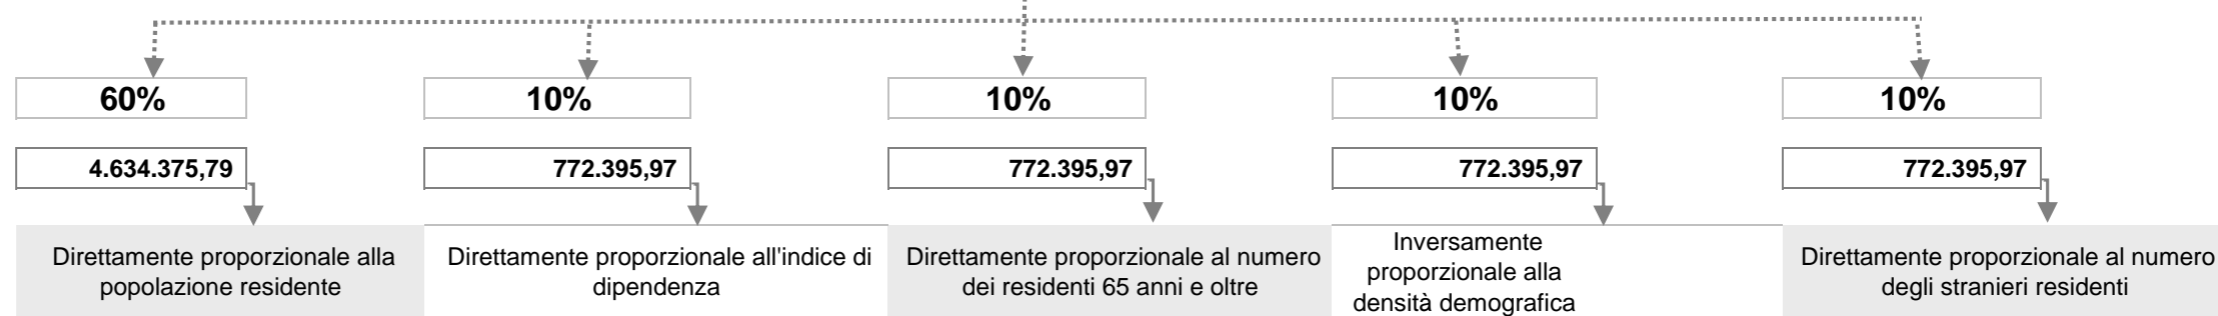 60%
10%
10%
10%
10%
4.634.375,79
772.395,97
772.395,97
772.395,97
772.395,97
Direttamente proporzionale alla
popolazione residente
Direttamente proporzionale all'indice di
dipendenza
Direttamente proporzionale al numero
dei residenti 65 anni e oltre
Inversamente
proporzionale alla
densità demografica
Direttamente proporzionale al numero
degli stranieri residenti